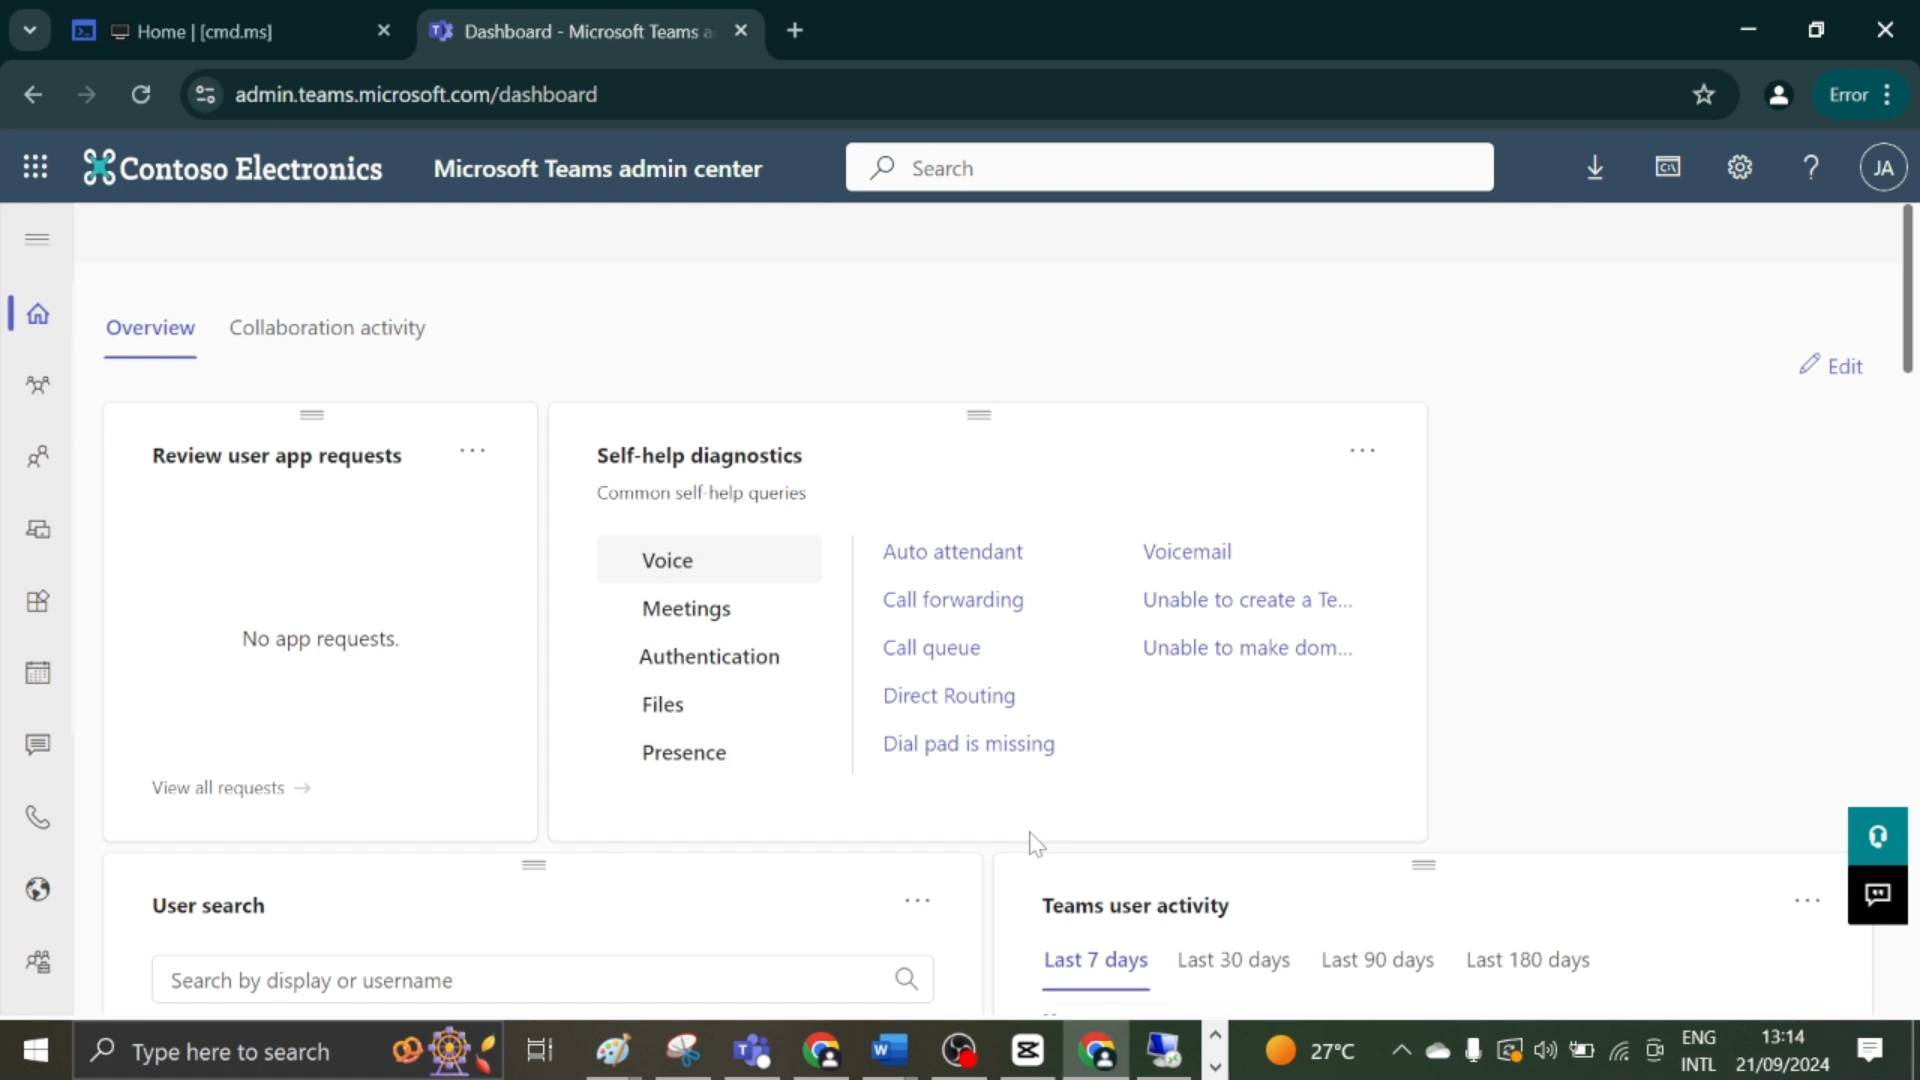 Home | [cmd.ms]
Dashboard - Microsoft Teams a
admin.teams.microsoft.com/dashboard
Error
Contoso Electronics
Microsoft Teams admin center
Search
JA
Overview
Collaboration activity
Edit
Review user app requests
No app requests.
View all requests
Self-help diagnostics
Common self-help queries
Voice
Meetings
Authentication
Files
Presence
Auto attendant
Call forwarding
Call queue
Direct Routing
Dial pad is missing
Voicemail
Unable to create a Te...
Unable to make dom...
User search
Search by display or username
Teams user activity
Last 7 days
Last 30 days
Last 90 days
Last 180 days
Type here to search
27°C
ENG
INTL
13:14
21/09/2024